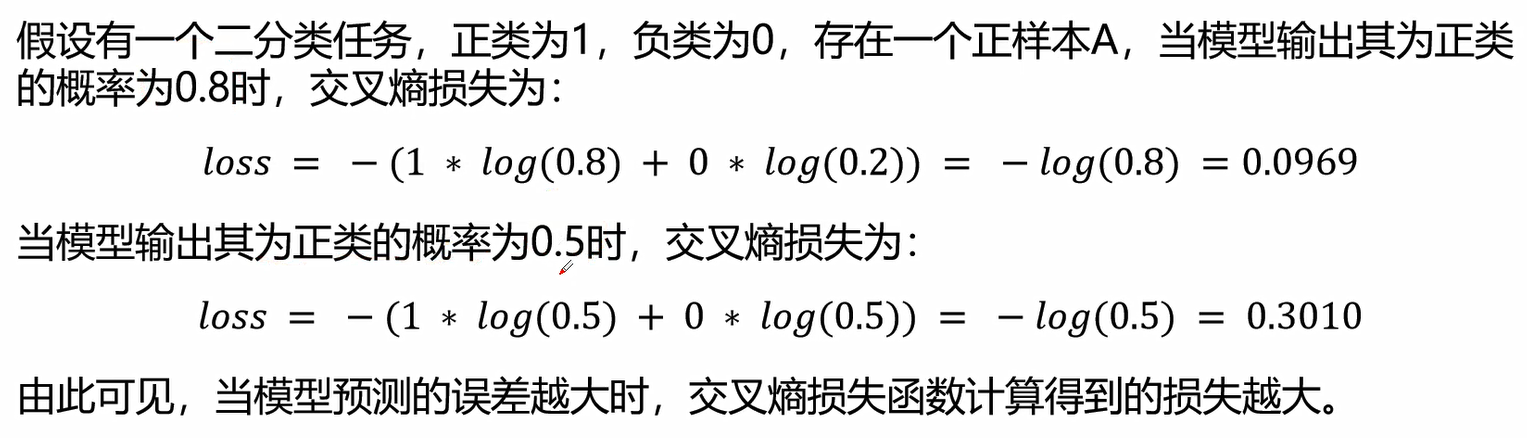 假设有一个二分类任务，正类为1，负类为0，存在一个正样本A，当模型输出其为正类
的概率为0.8时，交叉熵损失为：
loss = −(1 ∗ log(0.8) + 0 ∗ log(0.2)) = −log(0.8) = 0.0969
当模型输出其为正类的概率为0.5时，交叉熵损失为：
loss = −(1 ∗ log(0.5) + 0 ∗ log(0.5)) = −log(0.5) = 0.3010
由此可见，当模型预测的误差越大时，交叉熵损失函数计算得到的损失越大。